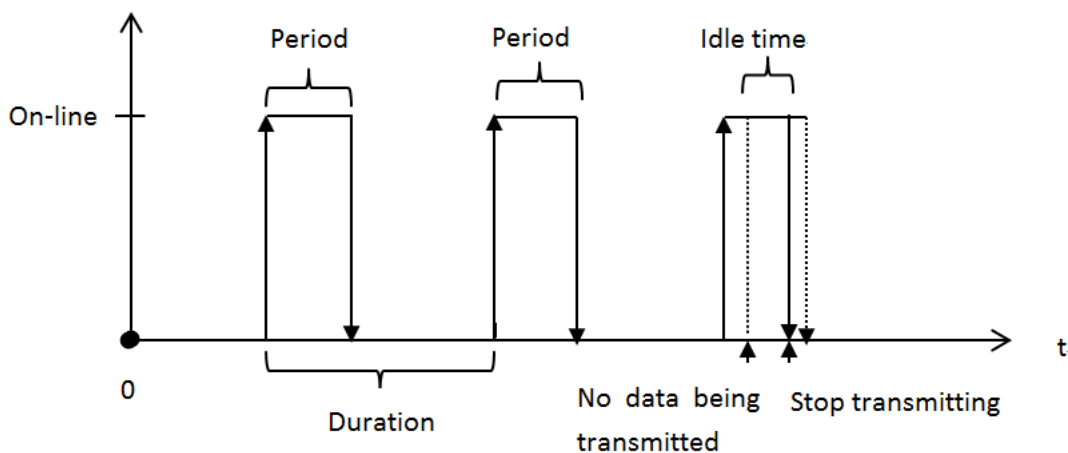 Period
Period
Idle time
On-line
t
0
Duration
No data being
transmitted
Stop transmitting